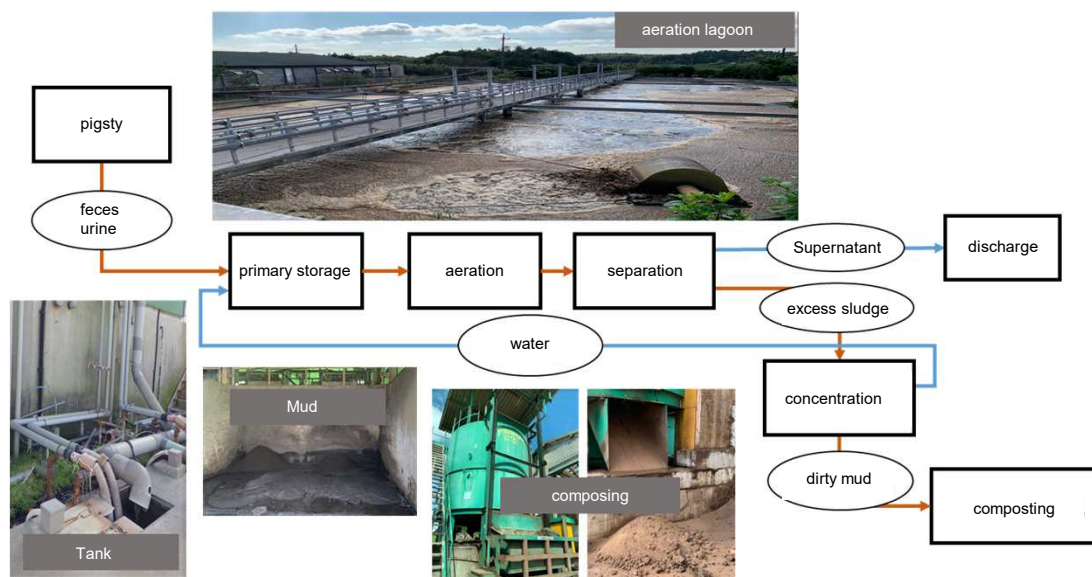 aeration lagoon
pigsty
feces
urine
primary storage
aeration
separation
Supernatant
discharge
excess sludge
water
concentration
Mud
dirty mud
composing
composting
Tank